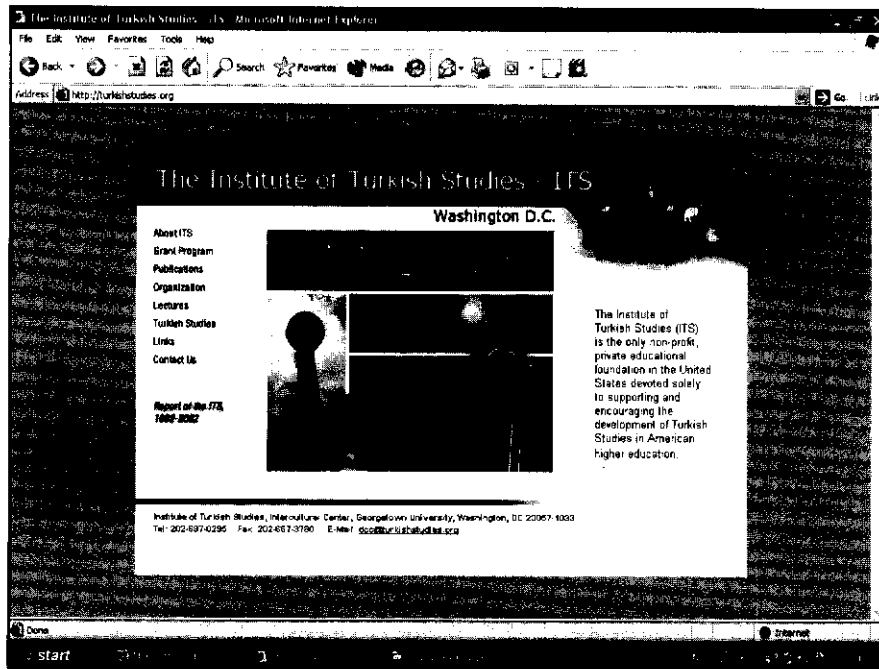 The Institute of Turkish Studies - ITS - Microsoft Internet Explorer
File Edit View Favorites Tools Help
Back Search Favorites Media
Address http://turkishstudies.org Go
The Institute of Turkish Studies - ITS
Washington D.C.
About ITS
Grant Program
Publications
Organization
Lectures
Turkish Studies
Links
Contact Us
Report of the ITS,
The Institute of
Turkish Studies (ITS)
is the only non-profit,
private educational
foundation in the United
States devoted solely
to supporting and
encouraging the
development of Turkish
Studies in American
higher education.
Institute of Turkish Studies, Intercultural Center, Georgetown University, Washington, DC
Tel: Fax: E-Mail:
Done Internet
start